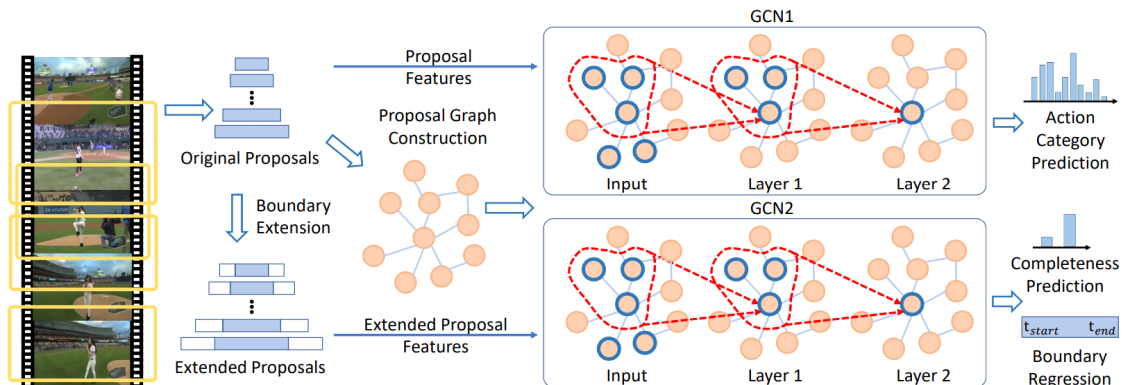 GCN1
Proposal
Features
Proposal Graph
Construction
Original Proposals
Boundary
Extension
Input
Layer 1
Layer 2
Action
Category
Prediction
GCN2
Extended Proposal
Features
Extended Proposals
Input
Layer 1
Layer 2
Completeness
Prediction
t_start t_end
Boundary
Regression